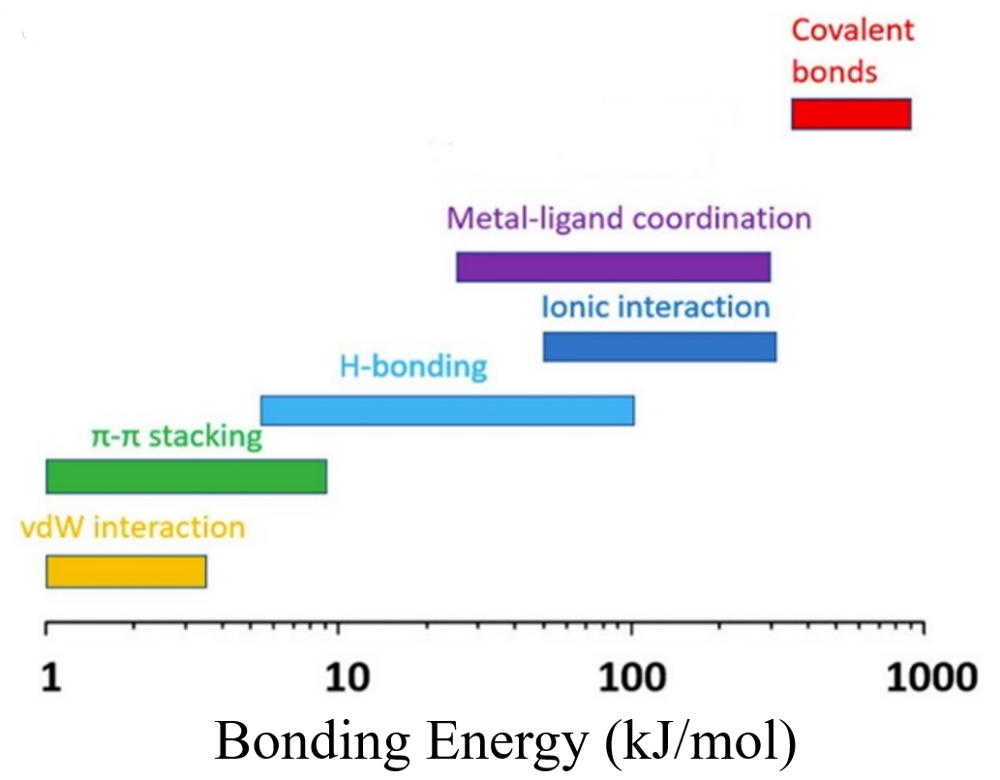 Covalent
bonds
Metal-ligand coordination
Ionic interaction
H-bonding
π-π stacking
vdW interaction
1 10 100 1000
Bonding Energy (kJ/mol)